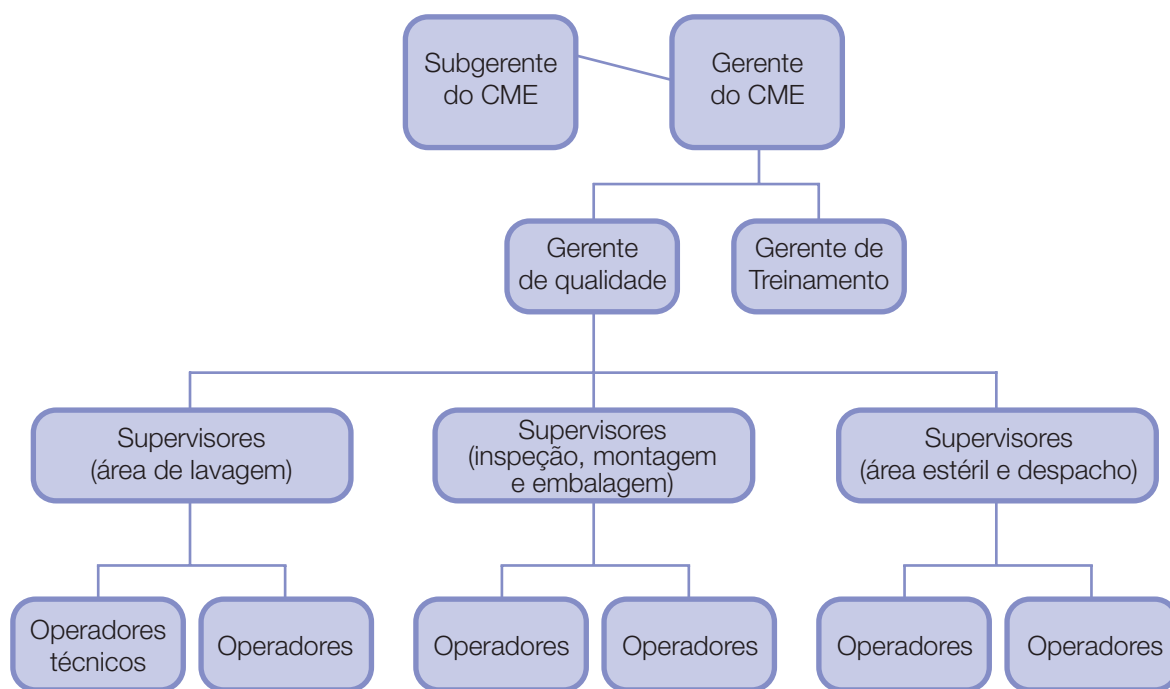 Subgerente
do CME
Gerente
do CME
Gerente
de qualidade
Gerente de
Treinamento
Supervisores
(área de lavagem)
Supervisores
(inspeção, montagem
e embalagem)
Supervisores
(área estéril e despacho)
Operadores
técnicos
Operadores
Operadores
Operadores
Operadores
Operadores